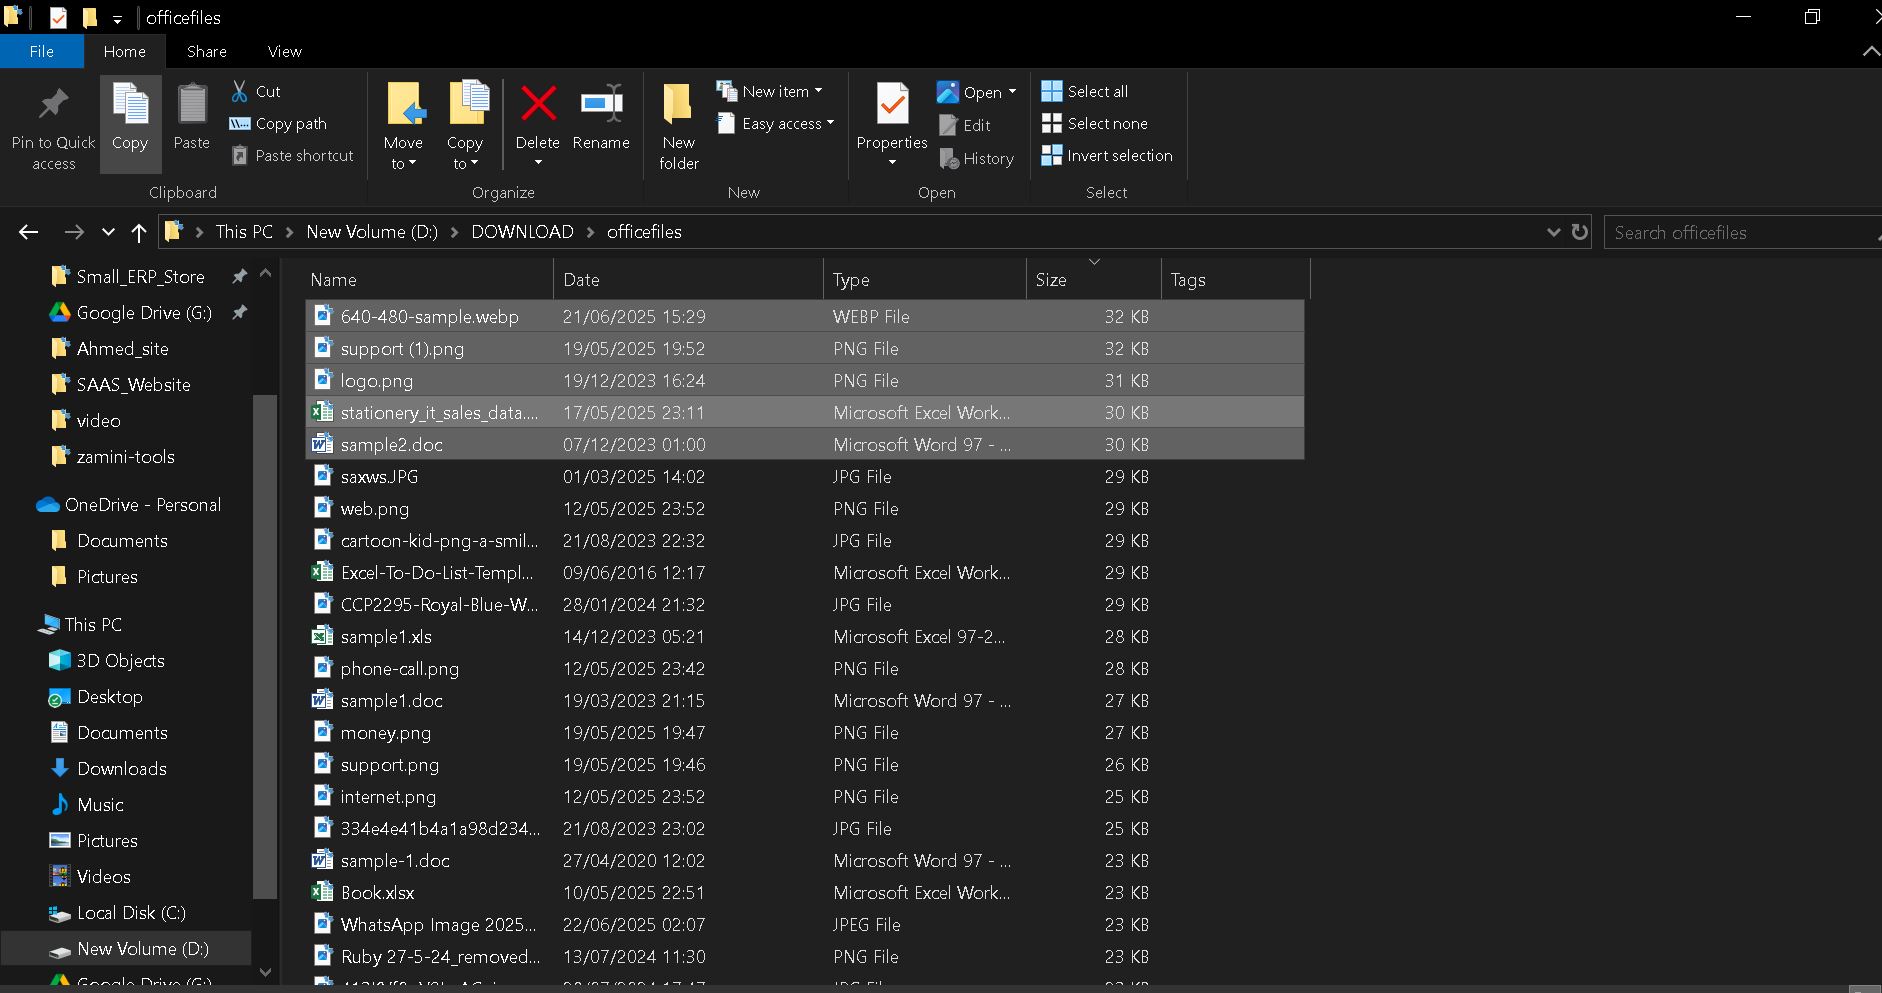 officefiles
File Home Share View
Pin to Quick access
Copy
Paste
Cut
Copy path
Paste shortcut
Clipboard
Move to
Copy to
Delete
Rename
Organize
New folder
New item
Easy access
New
Properties
Open
Edit
History
Open
Select all
Select none
Invert selection
Select
This PC New Volume (D:) DOWNLOAD officefiles
Search officefiles
Small_ERP_Store
Google Drive (G:)
Ahmed_site
SAAS_Website
video
zamini-tools
OneDrive - Personal
Documents
Pictures
This PC
3D Objects
Desktop
Documents
Downloads
Music
Pictures
Videos
Local Disk (C:)
New Volume (D:)
Google Drive (G:)
Name Date Type Size Tags
640-480-sample.webp 21/06/2025 15:29 WEBP File 32 KB
support (1).png 19/05/2025 19:52 PNG File 32 KB
logo.png 19/12/2023 16:24 PNG File 31 KB
stationery_it_sales_data.... 17/05/2025 23:11 Microsoft Excel Work... 30 KB
sample2.doc 07/12/2023 01:00 Microsoft Word 97 - ... 30 KB
saxws.JPG 01/03/2025 14:02 JPG File 29 KB
web.png 12/05/2025 23:52 PNG File 29 KB
cartoon-kid-png-a-smil... 21/08/2023 22:32 JPG File 29 KB
Excel-To-Do-List-Templ... 09/06/2016 12:17 Microsoft Excel Work... 29 KB
CCP2295-Royal-Blue-W... 28/01/2024 21:32 JPG File 29 KB
sample1.xls 14/12/2023 05:21 Microsoft Excel 97-2... 28 KB
phone-call.png 12/05/2025 23:42 PNG File 28 KB
sample1.doc 19/03/2023 21:15 Microsoft Word 97 - ... 27 KB
money.png 19/05/2025 19:47 PNG File 27 KB
support.png 19/05/2025 19:46 PNG File 26 KB
internet.png 12/05/2025 23:52 PNG File 25 KB
334e4e41b4a1a98d234... 21/08/2023 23:02 JPG File 25 KB
sample-1.doc 27/04/2020 12:02 Microsoft Word 97 - ... 23 KB
Book.xlsx 10/05/2025 22:51 Microsoft Excel Work... 23 KB
WhatsApp Image 2025... 22/06/2025 02:07 JPEG File 23 KB
Ruby 27-5-24_removed... 13/07/2024 11:30 PNG File 23 KB